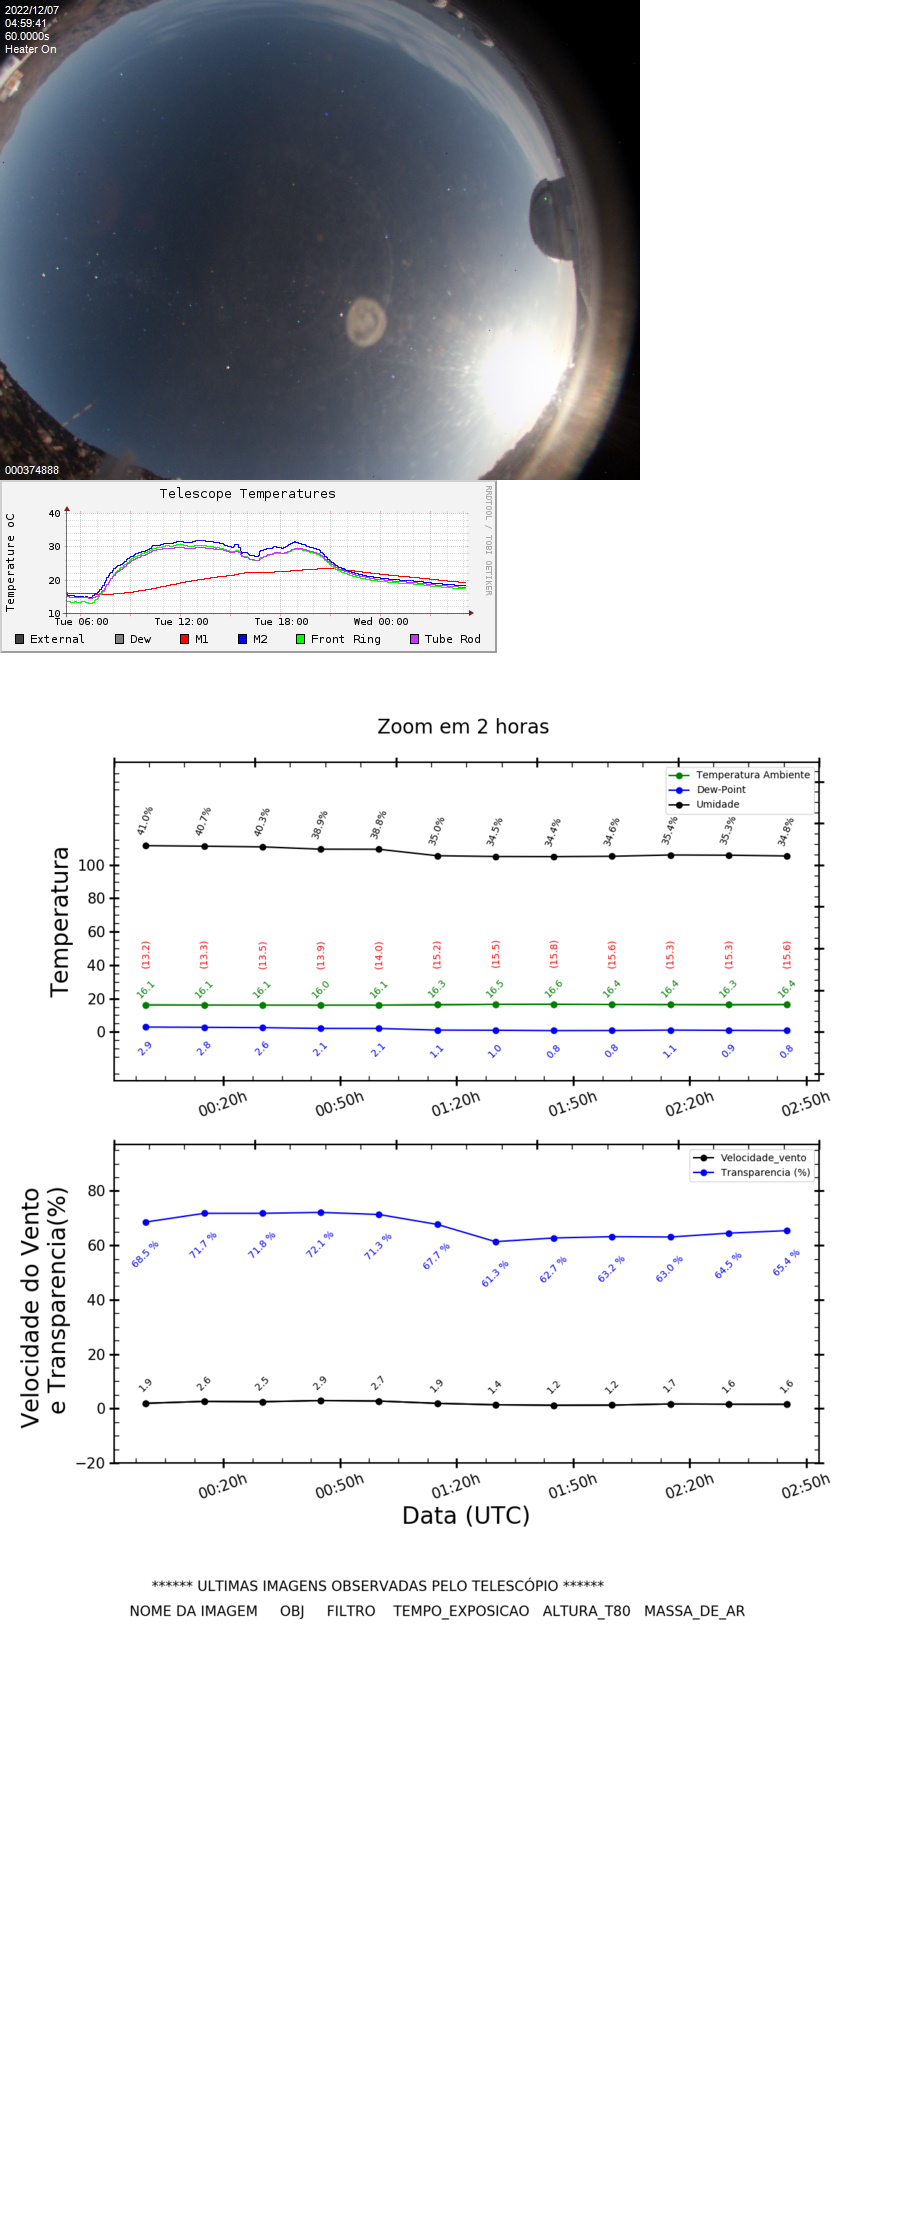 2022/12/07
04:59:41
60.0000s
Heater On
000374888
Telescope Temperatures
RRDTOOL / TOBI OETIKER
Temperature oC
40
30
20
10
Tue 06:00 Tue 12:00 Tue 18:00 Wed 00:00
External Dew M1 M2 Front Ring Tube Rod
Zoom em 2 horas
Temperatura Ambiente
Dew-Point
Umidade
41.0% 40.7% 40.3% 38.9% 38.8% 35.0% 34.5% 34.4% 34.6% 35.4% 35.3% 34.8%
Temperatura
100
80
60
40
20
0
(13.2) (13.3) (13.5) (13.9) (14.0) (15.2) (15.5) (15.8) (15.6) (15.3) (15.3) (15.6)
16.1 16.1 16.1 16.0 16.1 16.3 16.5 16.6 16.4 16.4 16.3 16.4
2.9 2.8 2.6 2.1 2.1 1.1 1.0 0.8 0.8 1.1 0.9 0.8
00:20h 00:50h 01:20h 01:50h 02:20h 02:50h
Velocidade_vento
Transparencia (%)
Velocidade do Vento
e Transparencia(%)
80
60
40
20
0
−20
68.5 % 71.7 % 71.8 % 72.1 % 71.3 % 67.7 % 61.3 % 62.7 % 63.2 % 63.0 % 64.5 % 65.4 %
1.9 2.6 2.5 2.9 2.7 1.9 1.4 1.2 1.2 1.7 1.6 1.6
00:20h 00:50h 01:20h 01:50h 02:20h 02:50h
Data (UTC)
****** ULTIMAS IMAGENS OBSERVADAS PELO TELESCÓPIO ******
NOME DA IMAGEM OBJ FILTRO TEMPO_EXPOSICAO ALTURA_T80 MASSA_DE_AR